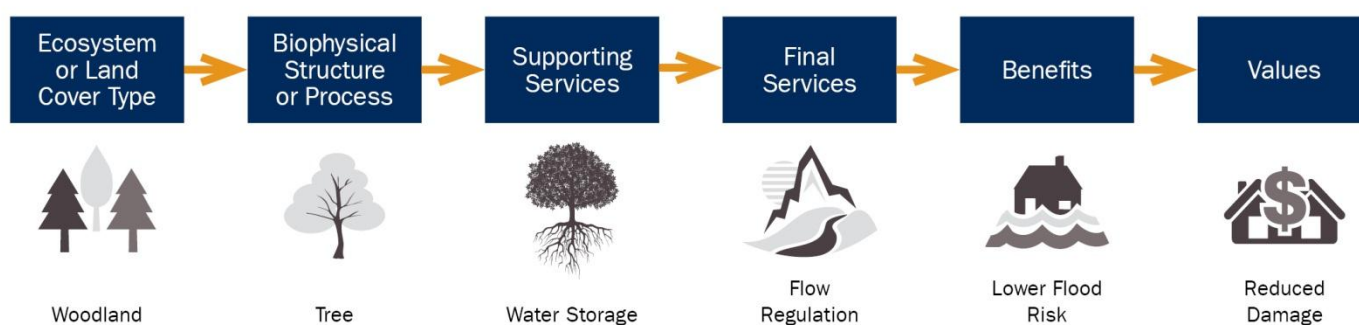 Ecosystem
or Land
Cover Type
Biophysical
Structure
or Process
Supporting
Services
Final
Services
Benefits
Values
Woodland
Tree
Water Storage
Flow
Regulation
Lower Flood
Risk
$
Reduced
Damage